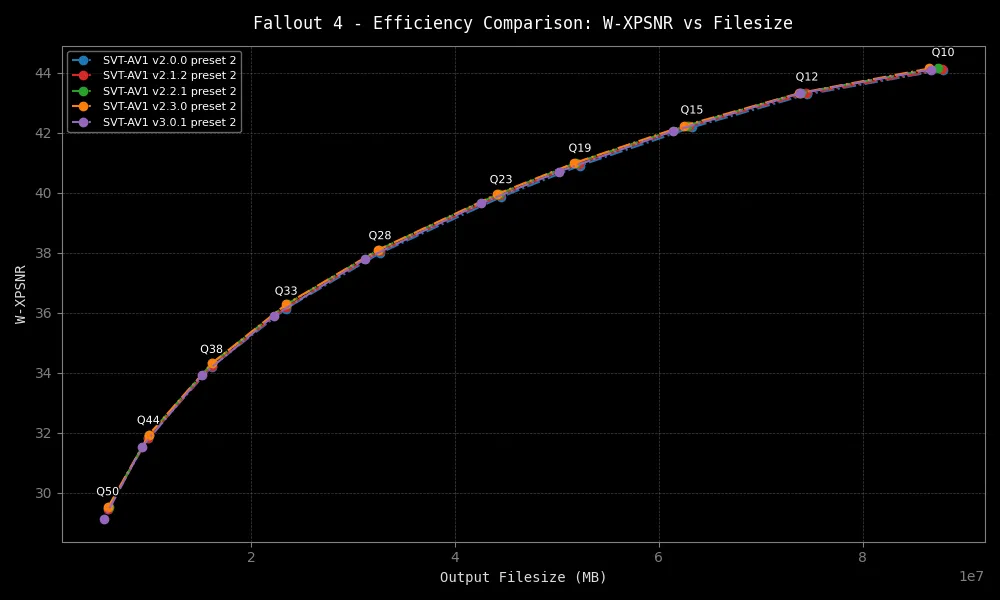 Fallout 4 - Efficiency Comparison: W-XPSNR vs Filesize
SVT-AV1 v2.0.0 preset 2
SVT-AV1 v2.1.2 preset 2
SVT-AV1 v2.2.1 preset 2
SVT-AV1 v2.3.0 preset 2
SVT-AV1 v3.0.1 preset 2
Q10
Q12
Q15
Q19
Q23
Q28
Q33
Q38
Q44
Q50
44
42
40
38
36
34
32
30
W-XPSNR
2
4
6
8
1e7
Output Filesize (MB)